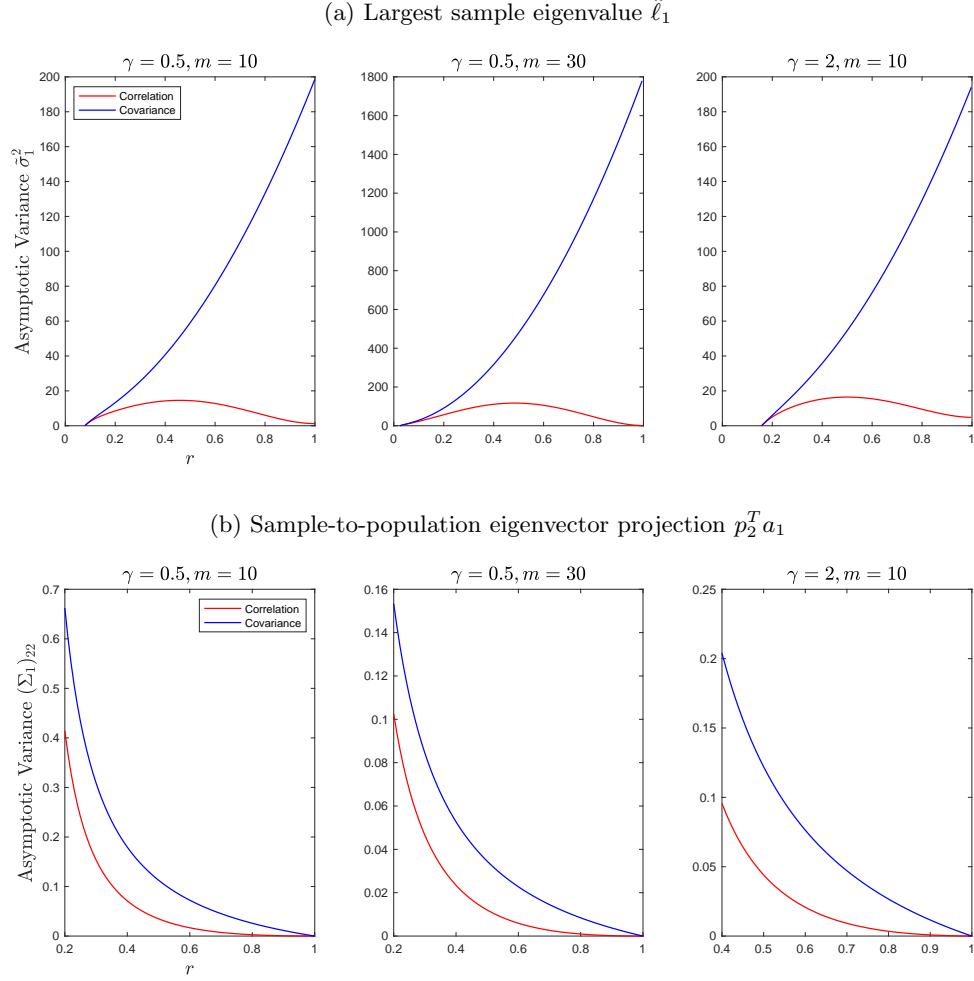 (a) Largest sample eigenvalue ℓ̂₁
γ = 0.5, m = 10
γ = 0.5, m = 30
γ = 2, m = 10
Asymptotic Variance σ̃₁²
200
180
160
140
120
100
80
60
40
20
0
Correlation
Covariance
0 0.2 0.4 0.6 0.8 1
r
1800
1600
1400
1200
1000
800
600
400
200
0
0 0.2 0.4 0.6 0.8 1
200
180
160
140
120
100
80
60
40
20
0
0 0.2 0.4 0.6 0.8 1
(b) Sample-to-population eigenvector projection p₂ᵀa₁
γ = 0.5, m = 10
γ = 0.5, m = 30
γ = 2, m = 10
Asymptotic Variance (Σ₁)₂₂
0.7
0.6
0.5
0.4
0.3
0.2
0.1
0
Correlation
Covariance
0.2 0.4 0.6 0.8 1
r
0.16
0.14
0.12
0.1
0.08
0.06
0.04
0.02
0
0.2 0.4 0.6 0.8 1
0.25
0.2
0.15
0.1
0.05
0
0.4 0.5 0.6 0.7 0.8 0.9 1